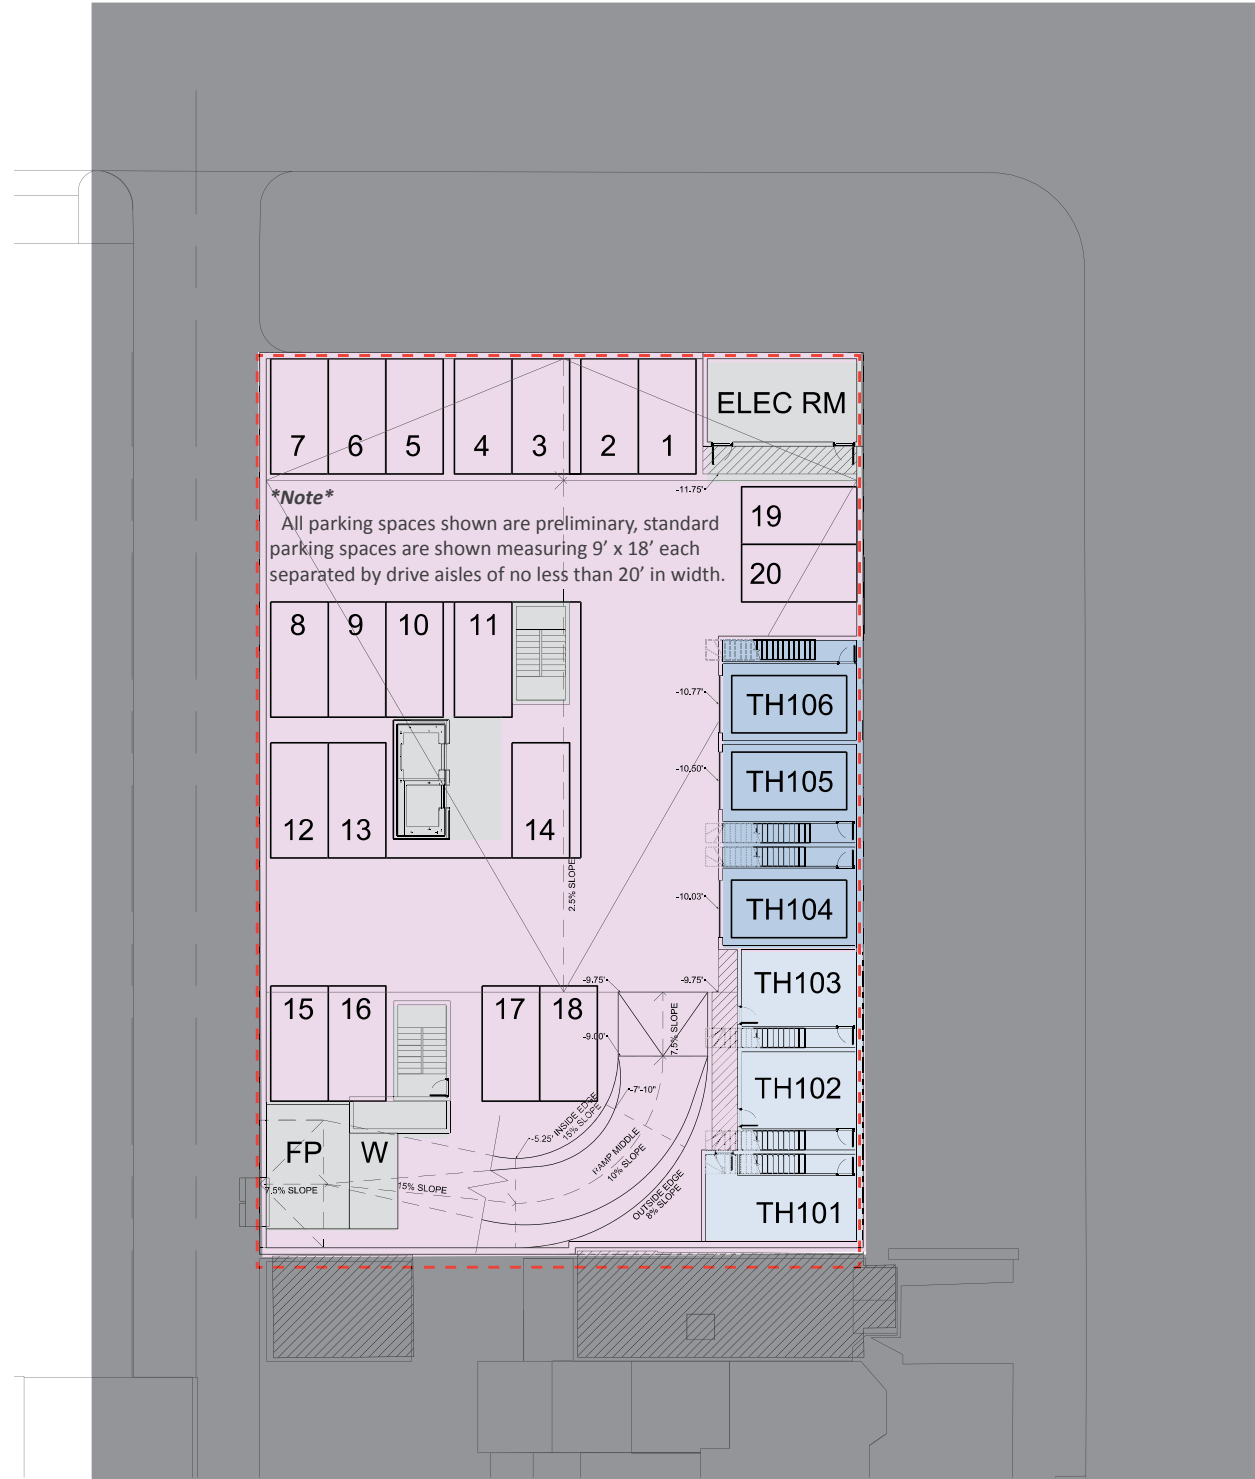 7 6 5 4 3 2 1 ELEC RM
-11.75'
*Note*
All parking spaces shown are preliminary, standard
parking spaces are shown measuring 9’ x 18’ each
separated by drive aisles of no less than 20’ in width.
19
20
8 9 10 11
-10.77'
TH106
-10.50'
TH105
12 13 14
2.5% SLOPE
-10.03'
TH104
-9.75' -9.75'
TH103
15 16 17 18
7.5% SLOPE
-9.00'
-7'-10"
TH102
INSIDE EDGE
15% SLOPE
-5.25'
RAMP MIDDLE
10% SLOPE
FP W
7.5% SLOPE
15% SLOPE
OUTSIDE EDGE
8% SLOPE
TH101